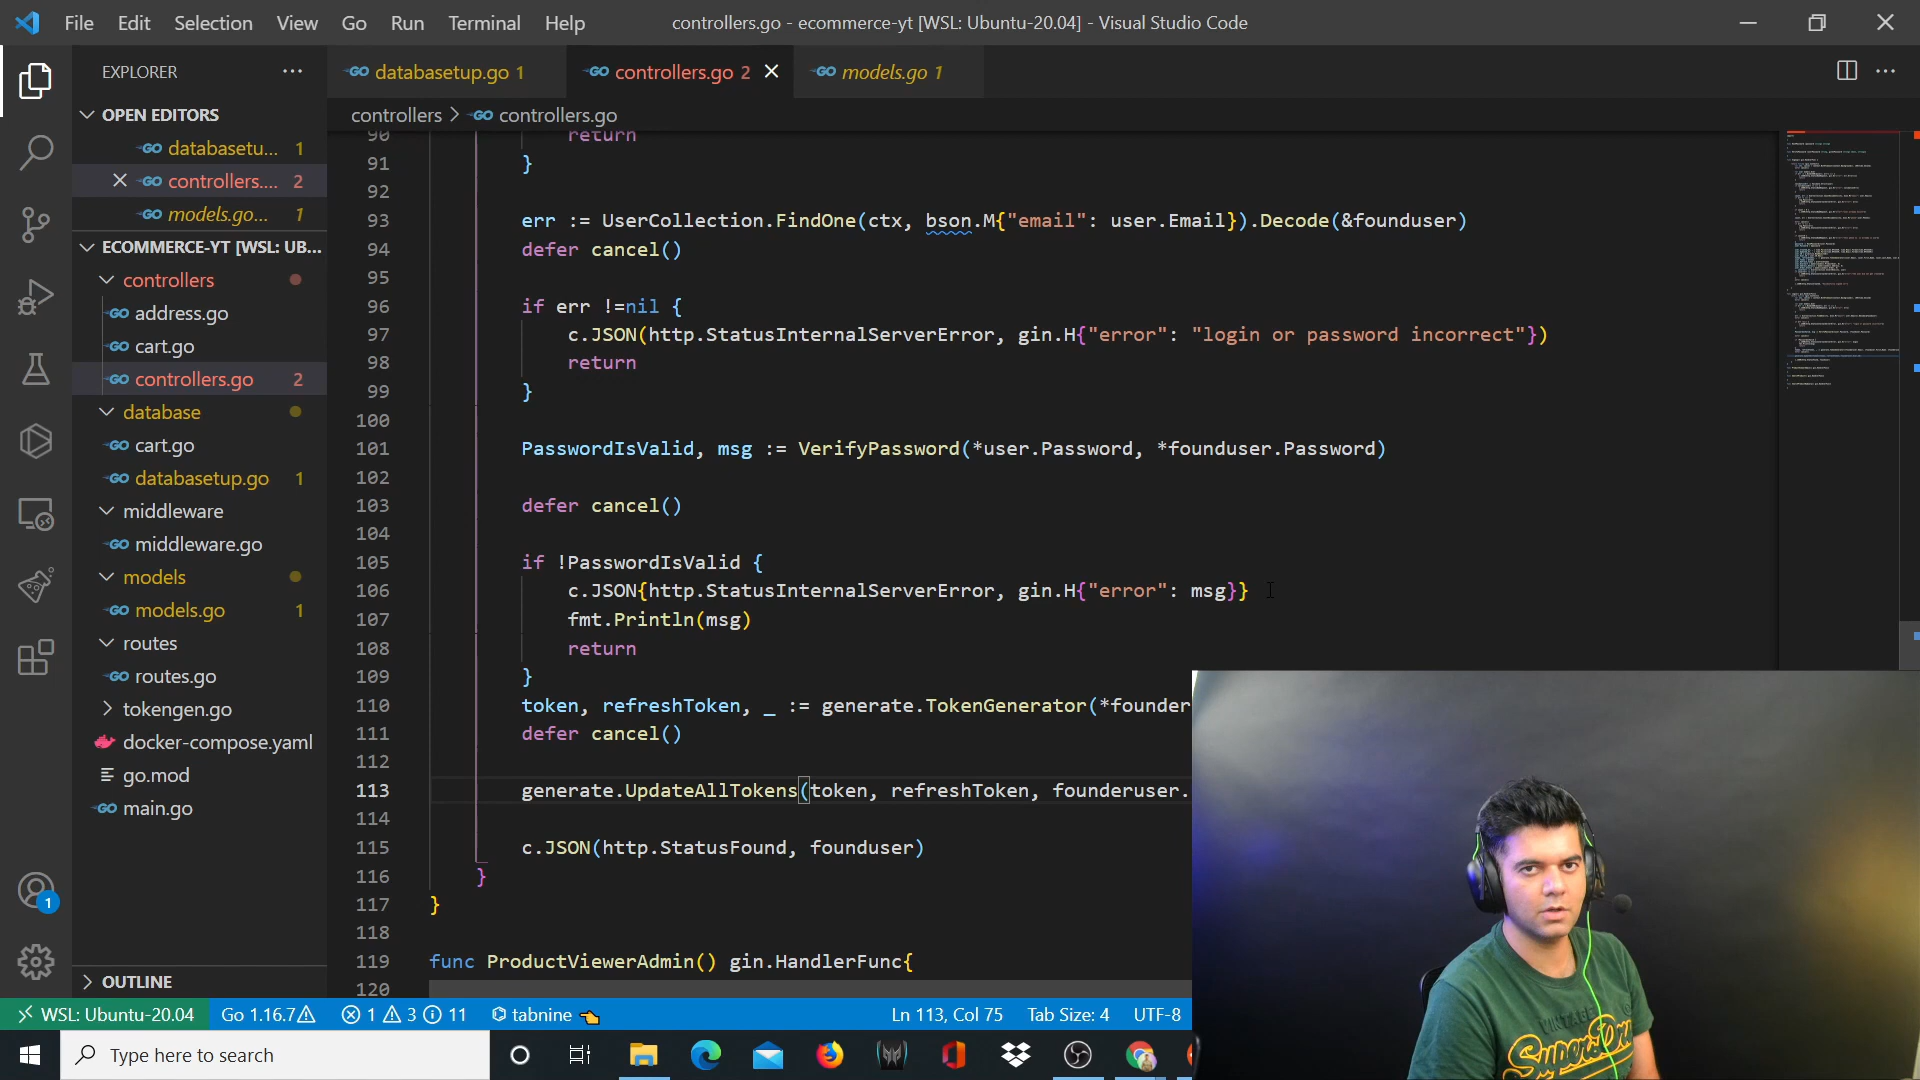 File Edit Selection View Go Run Terminal Help
controllers.go - ecommerce-yt [WSL: Ubuntu-20.04] - Visual Studio Code
EXPLORER
OPEN EDITORS
databasetu... 1
controllers.... 2
models.go... 1
ECOMMERCE-YT [WSL: UB...
controllers
address.go
cart.go
controllers.go 2
database
cart.go
databasetup.go 1
middleware
middleware.go
models
models.go 1
routes
routes.go
tokengen.go
docker-compose.yaml
go.mod
main.go
OUTLINE
databasetup.go 1
controllers.go 2
models.go 1
controllers > controllers.go
90 return
91 }
92
93 err := UserCollection.FindOne(ctx, bson.M{"email": user.Email}).Decode(&founduser)
94 defer cancel()
95
96 if err !=nil {
97 c.JSON(http.StatusInternalServerError, gin.H{"error": "login or password incorrect"})
98 return
99 }
100
101 PasswordIsValid, msg := VerifyPassword(*user.Password, *founduser.Password)
102
103 defer cancel()
104
105 if !PasswordIsValid {
106 c.JSON{http.StatusInternalServerError, gin.H{"error": msg}}
107 fmt.Println(msg)
108 return
109 }
110 token, refreshToken, _ := generate.TokenGenerator(*founder
111 defer cancel()
112
113 generate.UpdateAllTokens(token, refreshToken, founderuser.
114
115 c.JSON(http.StatusFound, founduser)
116 }
117 }
118
119 func ProductViewerAdmin() gin.HandlerFunc{
120
1
WSL: Ubuntu-20.04 Go 1.16.7 1 3 11 tabnine Ln 113, Col 75 Tab Size: 4 UTF-8
Type here to search